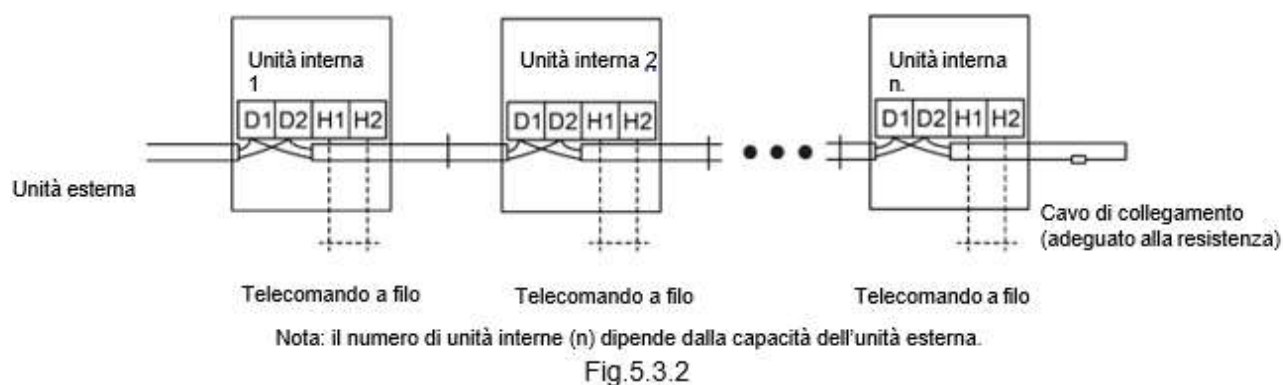 Unità interna
1
Unità interna 2
Unità interna
n.
D1 D2 H1 H2
D1 D2 H1 H2
D1 D2 H1 H2
Unità esterna
Cavo di collegamento
(adeguato alla resistenza)
Telecomando a filo
Telecomando a filo
Telecomando a filo
Nota: il numero di unità interne (n) dipende dalla capacità dell'unità esterna.
Fig.5.3.2